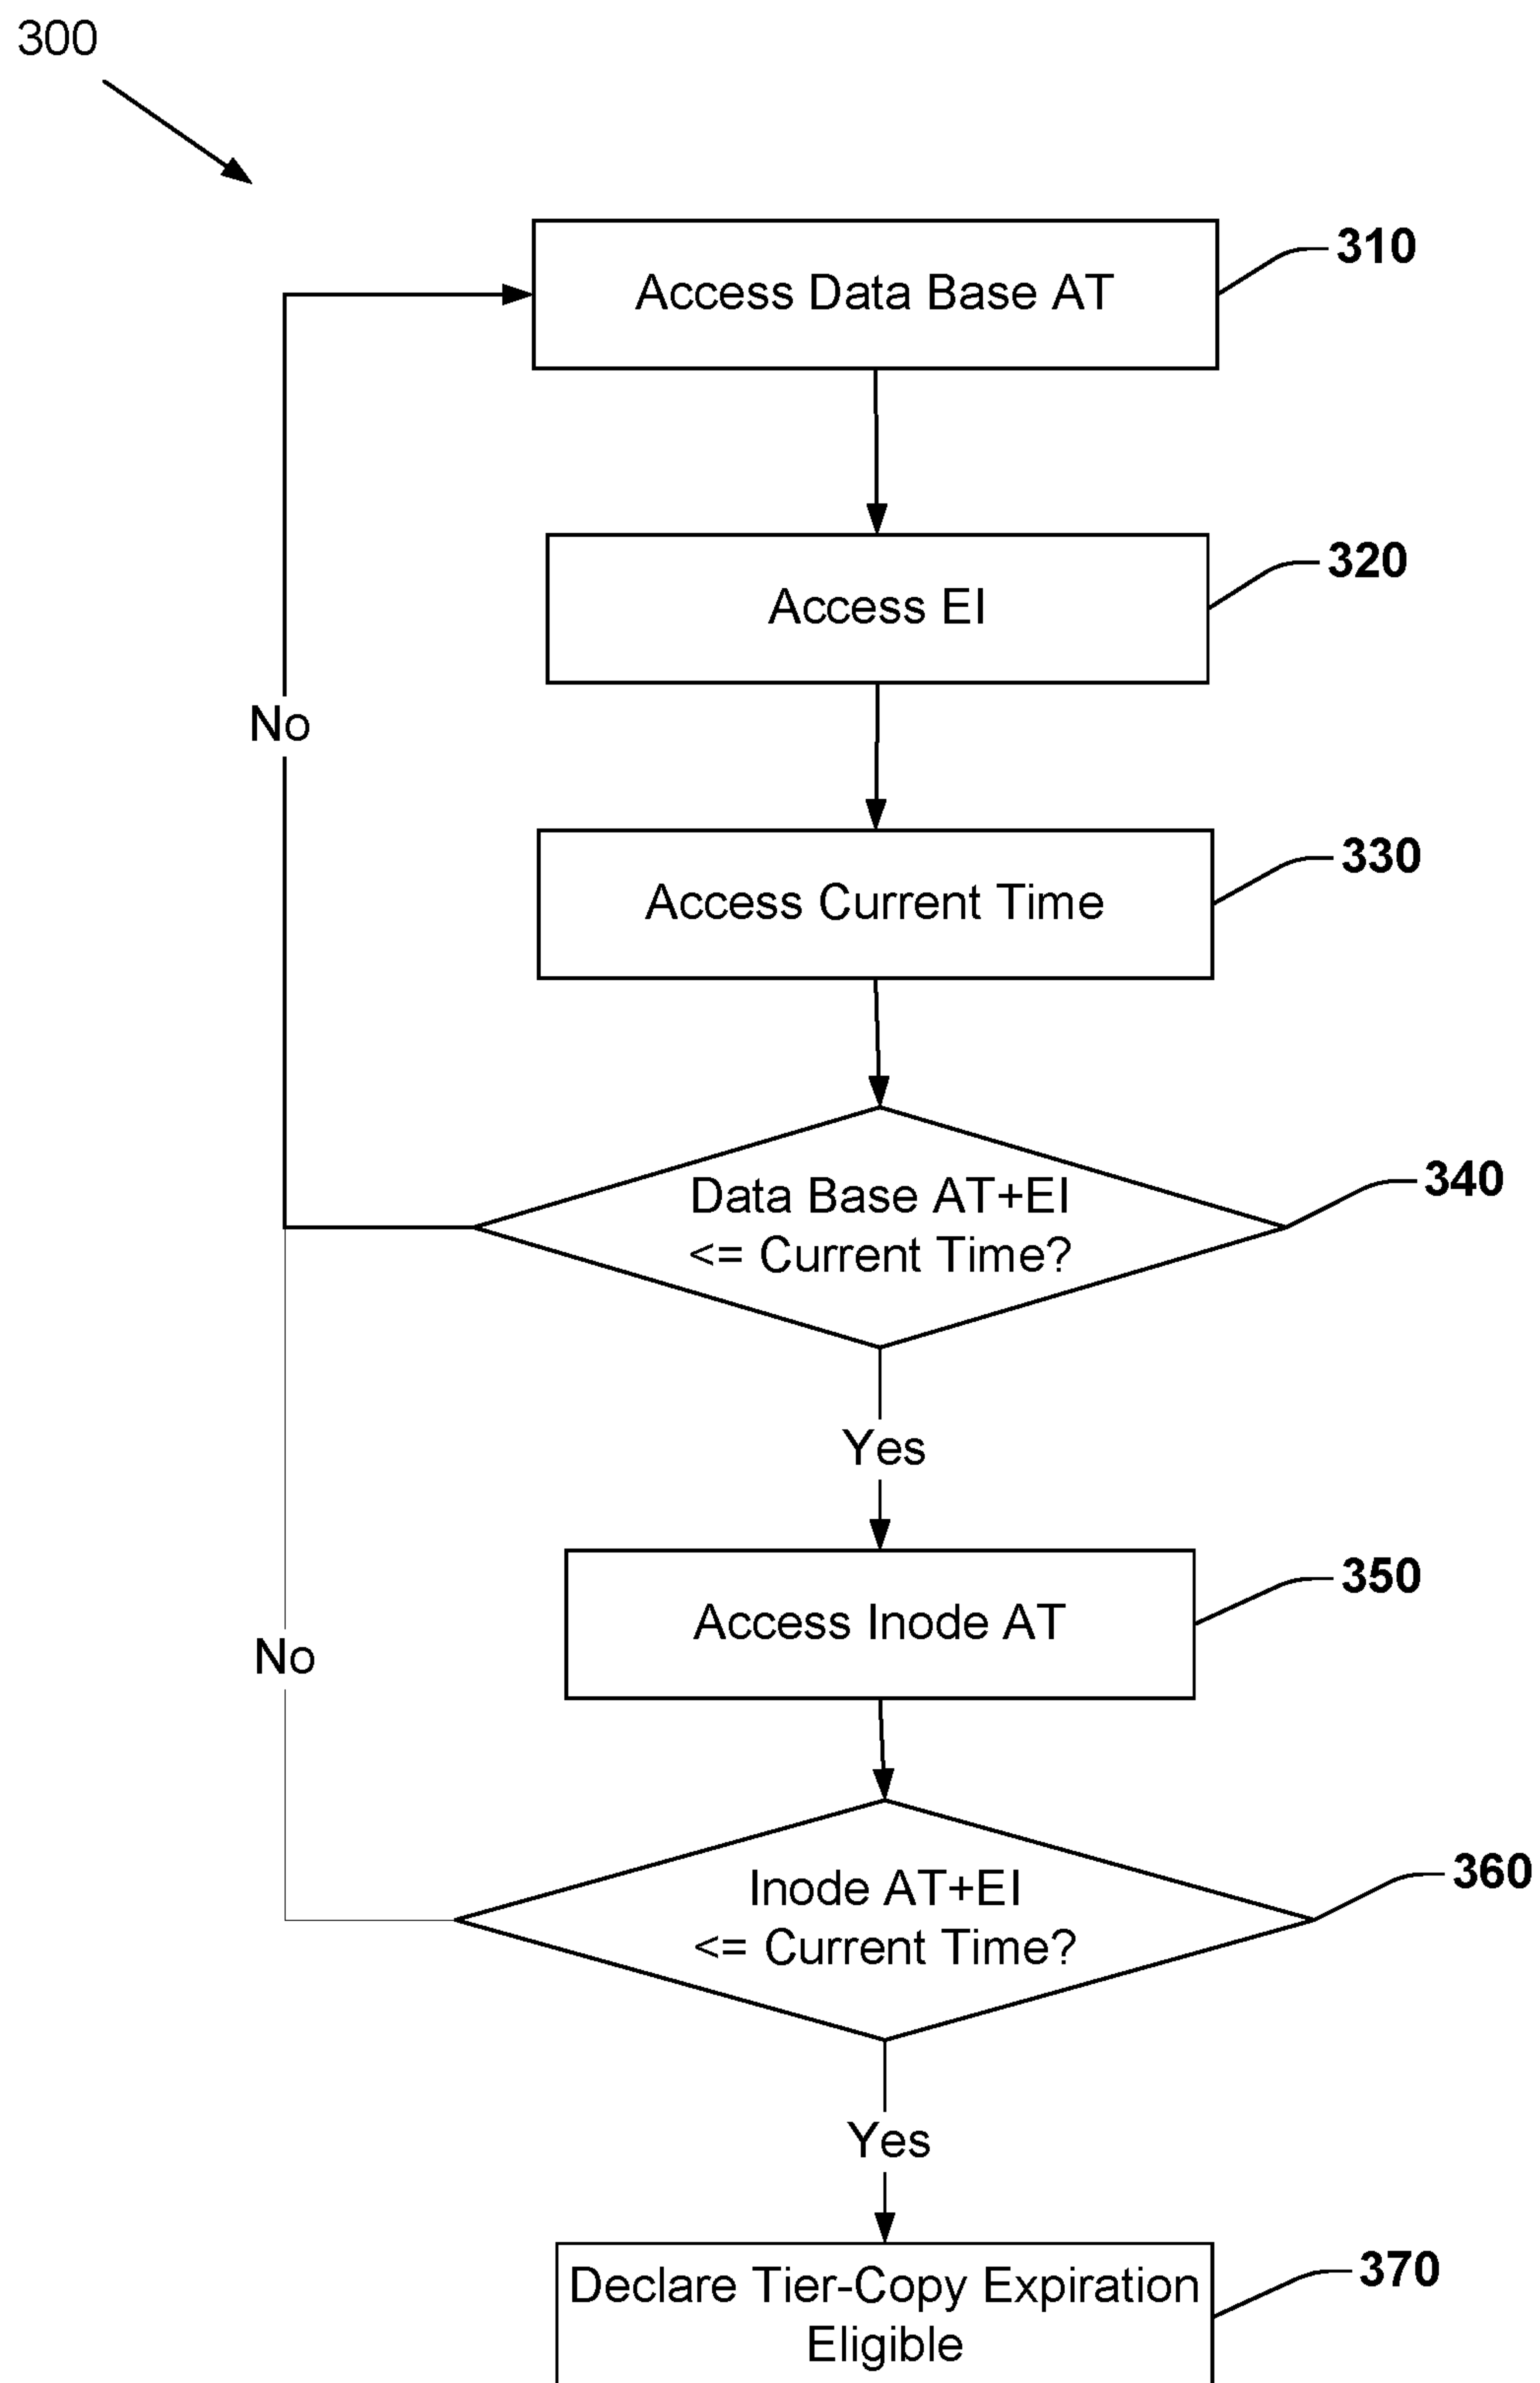 300
Access Data Base AT
310
Access EI
320
No
Access Current Time
330
Data Base AT+EI
<= Current Time?
340
Yes
Access Inode AT
350
No
Inode AT+EI
<= Current Time?
360
Yes
Declare Tier-Copy Expiration
Eligible
370